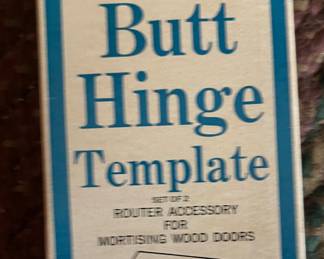 Butt
Hinge
Template
SET OF 2
ROUTER ACCESSORY
FOR
MORTISING WOOD DOORS